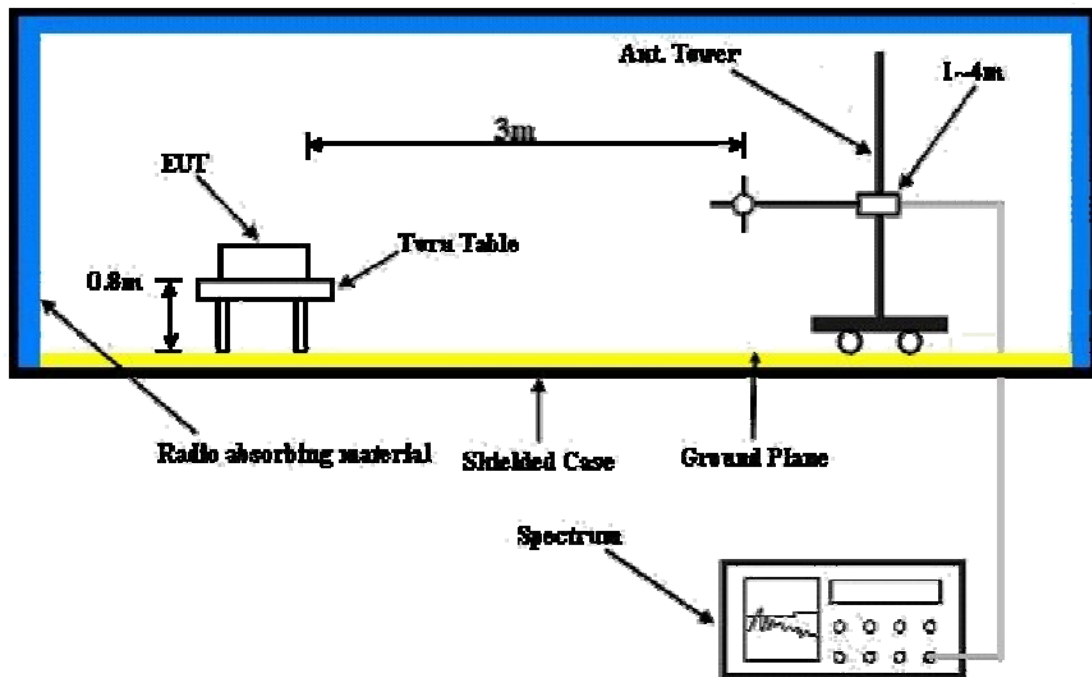 Ant. Tower
1~4m
3m
EUT
Turn Table
0.8m
Radio absorbing material
Shielded Case
Ground Plane
Spectrum